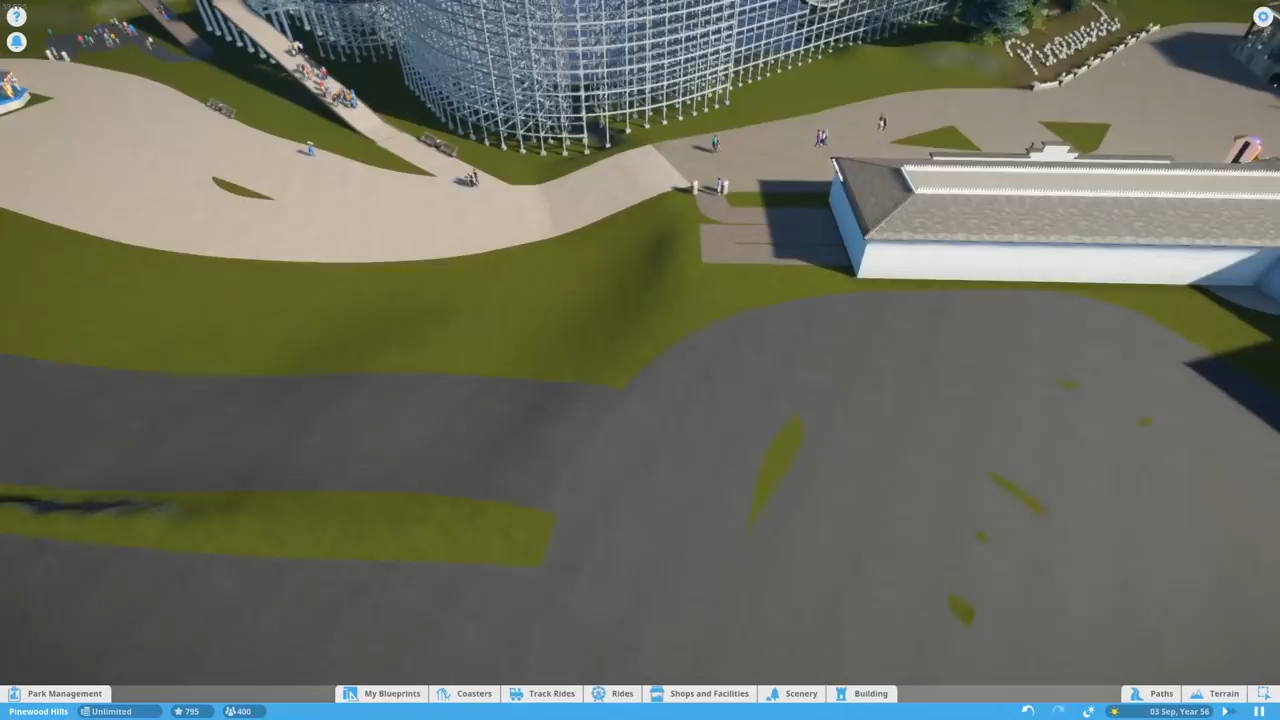 Park Management
My Blueprints
Coasters
Track Rides
Rides
Shops and Facilities
Scenery
Building
Paths
Terrain
Pinewood Hills
Unlimited
795
400
03 Sep, Year 56